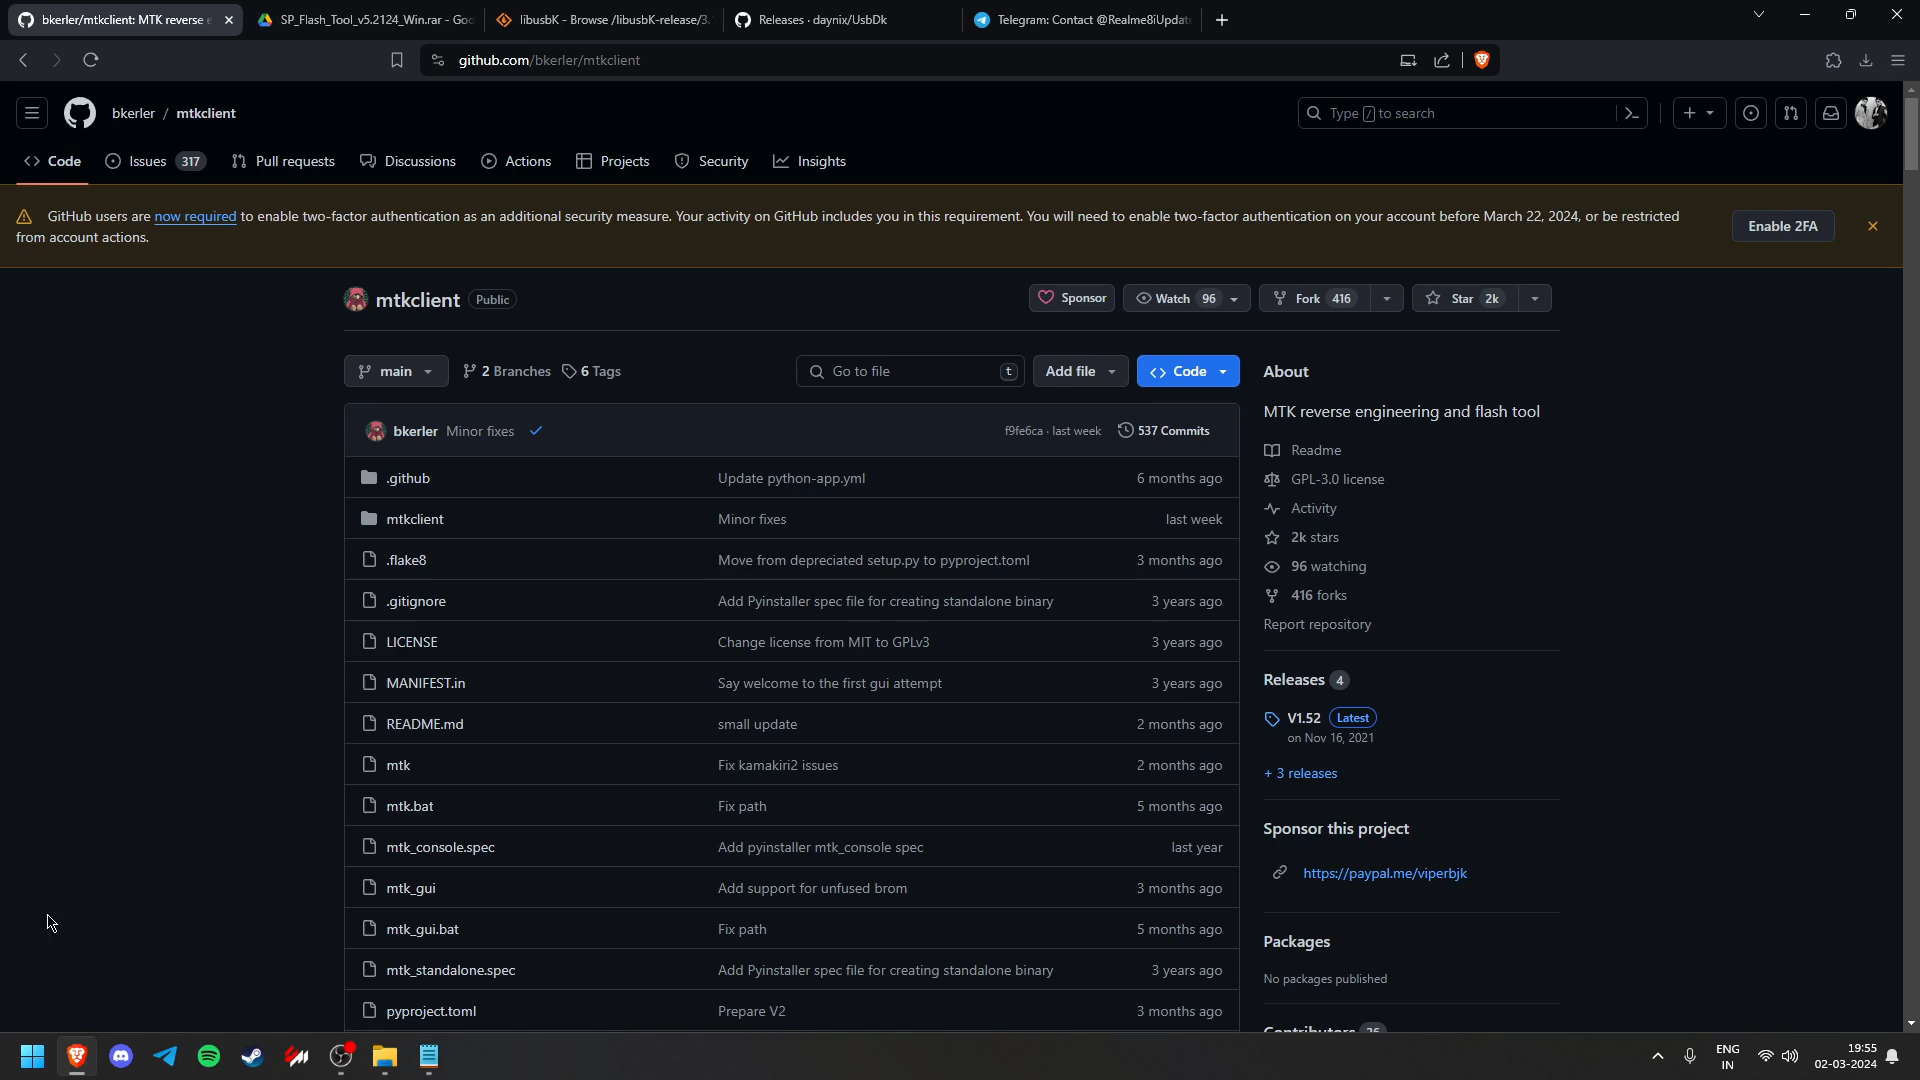 bkerler/mtkclient: MTK reverse e
SP_Flash_Tool_v5.2124_Win.rar - Goo
libusbK - Browse /libusbK-release/3.
Releases · daynix/UsbDk
Telegram: Contact @Realme8iUpdat
github.com/bkerler/mtkclient
bkerler / mtkclient
Type / to search
Code
Issues 317
Pull requests
Discussions
Actions
Projects
Security
Insights
GitHub users are now required to enable two-factor authentication as an additional security measure. Your activity on GitHub includes you in this requirement. You will need to enable two-factor authentication on your account before March 22, 2024, or be restricted
from account actions.
Enable 2FA
mtkclient Public
Sponsor
Watch 96
Fork 416
Star 2k
main
2 Branches
6 Tags
Go to file t
Add file
Code
bkerler Minor fixes
f9fe6ca · last week
537 Commits
.github Update python-app.yml 6 months ago
mtkclient Minor fixes last week
.flake8 Move from depreciated setup.py to pyproject.toml 3 months ago
.gitignore Add Pyinstaller spec file for creating standalone binary 3 years ago
LICENSE Change license from MIT to GPLv3 3 years ago
MANIFEST.in Say welcome to the first gui attempt 3 years ago
README.md small update 2 months ago
mtk Fix kamakiri2 issues 2 months ago
mtk.bat Fix path 5 months ago
mtk_console.spec Add pyinstaller mtk_console spec last year
mtk_gui Add support for unfused brom 3 months ago
mtk_gui.bat Fix path 5 months ago
mtk_standalone.spec Add Pyinstaller spec file for creating standalone binary 3 years ago
pyproject.toml Prepare V2 3 months ago
About
MTK reverse engineering and flash tool
Readme
GPL-3.0 license
Activity
2k stars
96 watching
416 forks
Report repository
Releases 4
V1.52 Latest
on Nov 16, 2021
+ 3 releases
Sponsor this project
https://paypal.me/viperbjk
Packages
No packages published
Contributors 26
ENG
IN
19:55
02-03-2024